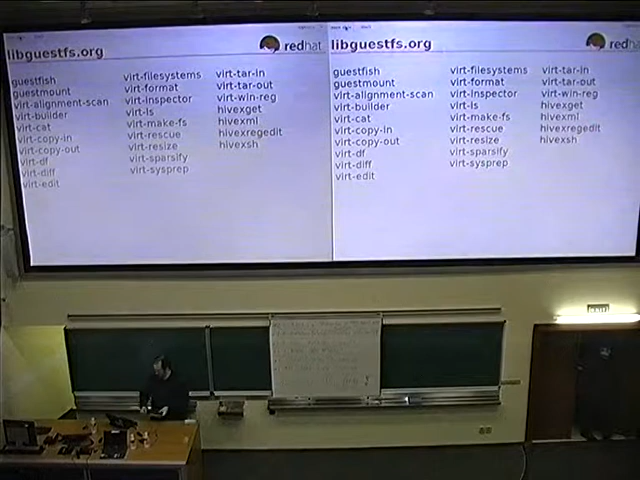 libguestfs.org
redhat
guestfish
guestmount
virt-alignment-scan
virt-builder
virt-cat
virt-copy-in
virt-copy-out
virt-df
virt-diff
virt-edit
virt-filesystems
virt-format
virt-inspector
virt-ls
virt-make-fs
virt-rescue
virt-resize
virt-sparsify
virt-sysprep
virt-tar-in
virt-tar-out
virt-win-reg
hivexget
hivexml
hivexregedit
hivexsh
libguestfs.org
redhat
guestfish
guestmount
virt-alignment-scan
virt-builder
virt-cat
virt-copy-in
virt-copy-out
virt-df
virt-diff
virt-edit
virt-filesystems
virt-format
virt-inspector
virt-ls
virt-make-fs
virt-rescue
virt-resize
virt-sparsify
virt-sysprep
virt-tar-in
virt-tar-out
virt-win-reg
hivexget
hivexml
hivexregedit
hivexsh